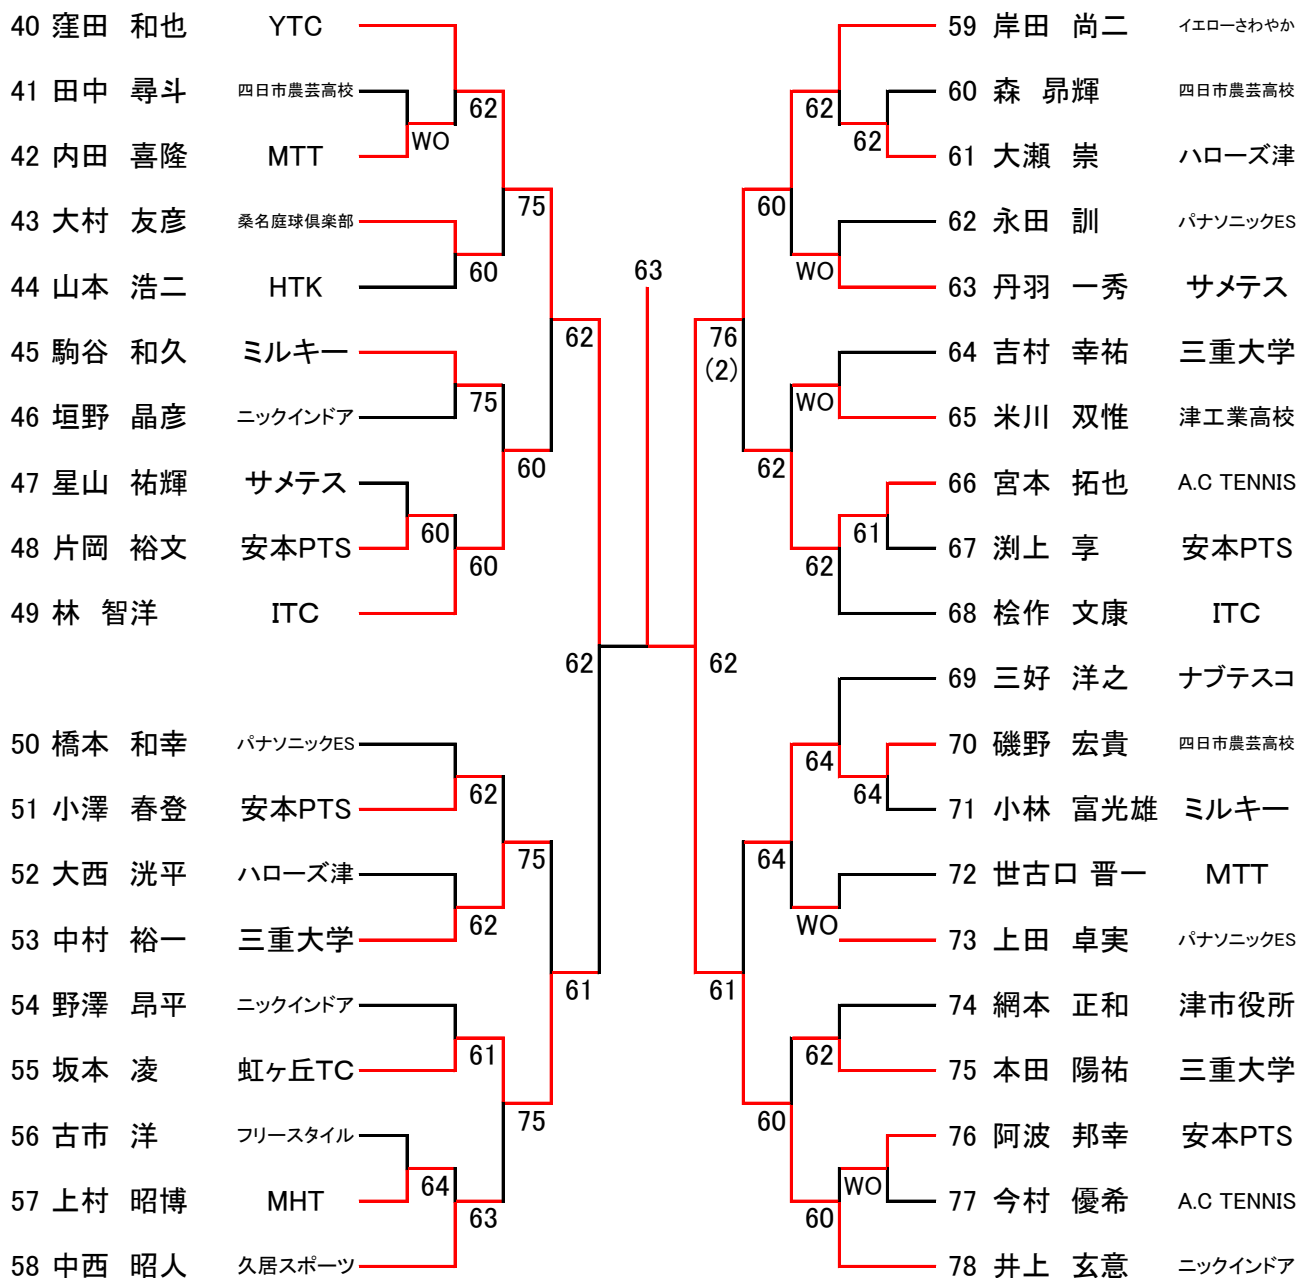 40 窪田 和也 YTC
41 田中 尋斗 四日市農芸高校
42 内田 喜隆 MTT
43 大村 友彦 桑名庭球倶楽部
44 山本 浩二 HTK
45 駒谷 和久 ミルキー
46 垣野 晶彦 ニックインドア
47 星山 祐輝 サメテス
48 片岡 裕文 安本PTS
49 林 智洋 ITC
50 橋本 和幸 パナソニックES
51 小澤 春登 安本PTS
52 大西 洸平 ハローズ津
53 中村 裕一 三重大学
54 野澤 昂平 ニックインドア
55 坂本 凌 虹ヶ丘TC
56 古市 洋 フリースタイル
57 上村 昭博 MHT
58 中西 昭人 久居スポーツ
62
WO
75
60
62
75
60
60
60
62
62
75
62
61
61
75
64
63
63
59 岸田 尚二 イエローさわやか
60 森 昴輝 四日市農芸高校
61 大瀬 崇 ハローズ津
62 永田 訓 パナソニックES
63 丹羽 一秀 サメテス
64 吉村 幸祐 三重大学
65 米川 双惟 津工業高校
66 宮本 拓也 A.C TENNIS
67 渕上 享 安本PTS
68 桧作 文康 ITC
69 三好 洋之 ナブテスコ
70 磯野 宏貴 四日市農芸高校
71 小林 富光雄 ミルキー
72 世古口 晋一 MTT
73 上田 卓実 パナソニックES
74 網本 正和 津市役所
75 本田 陽祐 三重大学
76 阿波 邦幸 安本PTS
77 今村 優希 A.C TENNIS
78 井上 玄意 ニックインドア
62
62
60
WO
76
(2)
WO
62
61
62
62
64
64
64
WO
61
62
60
WO
60